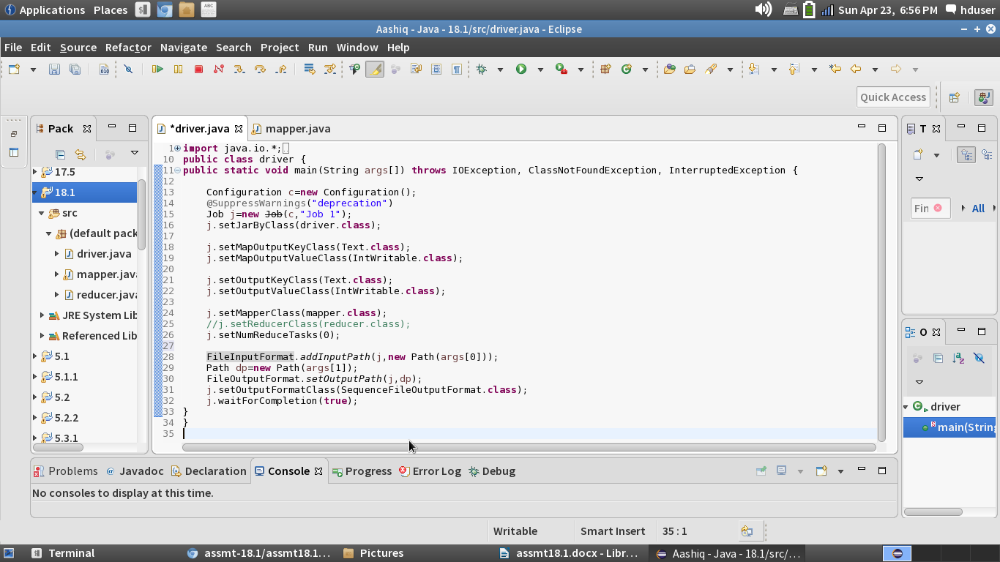 Applications Places Sun Apr 23, 6:56 PM hduser
Aashiq - Java - 18.1/src/driver.java - Eclipse
File Edit Source Refactor Navigate Search Project Run Window Help
Quick Access
Pack
*driver.java
mapper.java
T
17.5
18.1
src
(default pack
driver.java
mapper.java
reducer.java
JRE System Lib
Referenced Lib
5.1
5.1.1
5.2
5.2.2
5.3.1
1 import java.io.*;
10 public class driver {
11 public static void main(String args[]) throws IOException, ClassNotFoundException, InterruptedException {
12
13 Configuration c=new Configuration();
14 @SuppressWarnings("deprecation")
15 Job j=new Job(c,"Job 1");
16 j.setJarByClass(driver.class);
17
18 j.setMapOutputKeyClass(Text.class);
19 j.setMapOutputValueClass(IntWritable.class);
20
21 j.setOutputKeyClass(Text.class);
22 j.setOutputValueClass(IntWritable.class);
23
24 j.setMapperClass(mapper.class);
25 //j.setReducerClass(reducer.class);
26 j.setNumReduceTasks(0);
27
28 FileInputFormat.addInputPath(j,new Path(args[0]));
29 Path dp=new Path(args[1]);
30 FileOutputFormat.setOutputPath(j,dp);
31 j.setOutputFormatClass(SequenceFileOutputFormat.class);
32 j.waitForCompletion(true);
33 }
34 }
35
Fin All
O
driver
main(String
Problems @ Javadoc Declaration Console Progress Error Log Debug
No consoles to display at this time.
Writable Smart Insert 35 : 1
Terminal assmt-18.1/assmt18.1... Pictures assmt18.1.docx - Libr... Aashiq - Java - 18.1/src/...